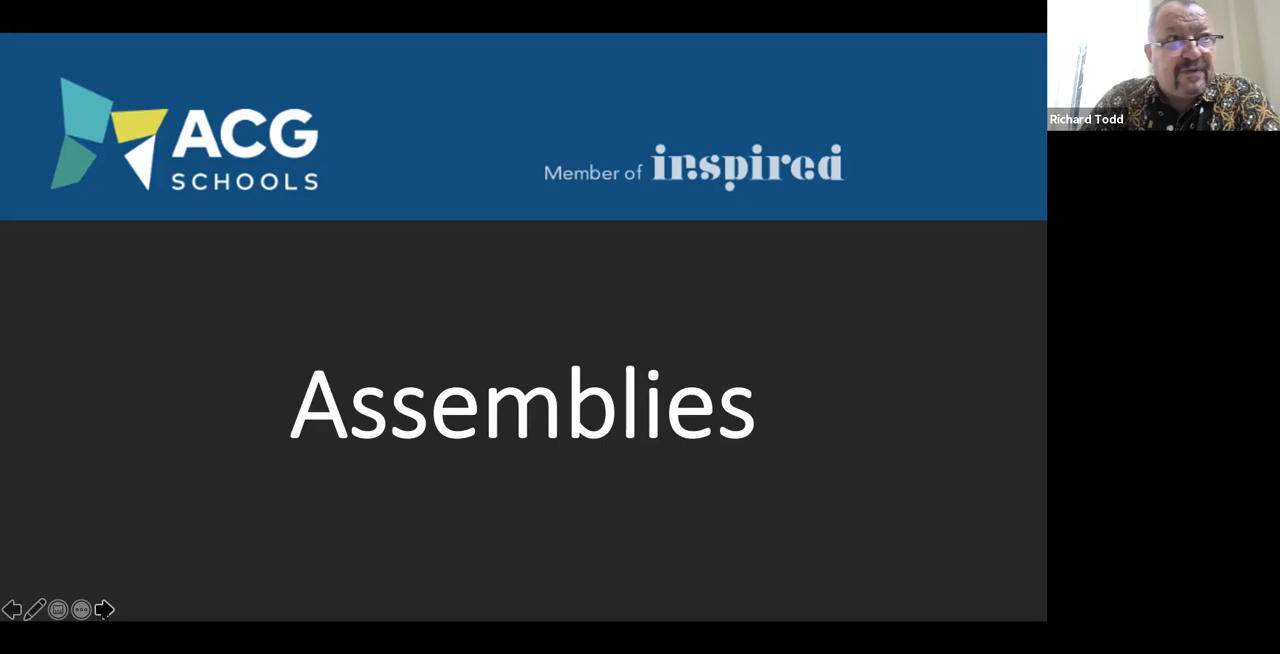 ACG
SCHOOLS
Member of inspired
Richard Todd
Assemblies